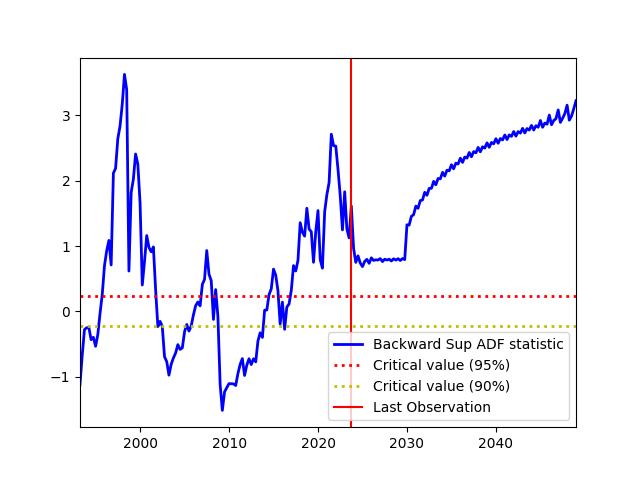 3
2
1
0
−1
Backward Sup ADF statistic
Critical value (95%)
Critical value (90%)
Last Observation
2000 2010 2020 2030 2040